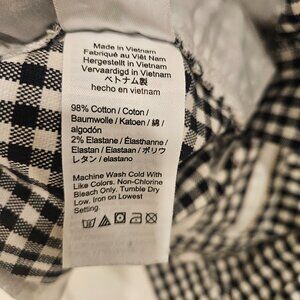 Made in Vietnam
Fabriqué au Viêt Nam
Hergestellt in Vietnam
Vervaardigd in Vietnam
ベトナム製
hecho en vietnam
98% Cotton / Coton /
Baumwolle / Katoen / 綿 /
algodón
2% Elastane / Élasthanne /
Elastan / Elastaan / ポリウ
レタン / elastano
Machine Wash Cold With
Like Colors. Non-Chlorine
Bleach Only. Tumble Dry
Low, Iron on Lowest
Setting.